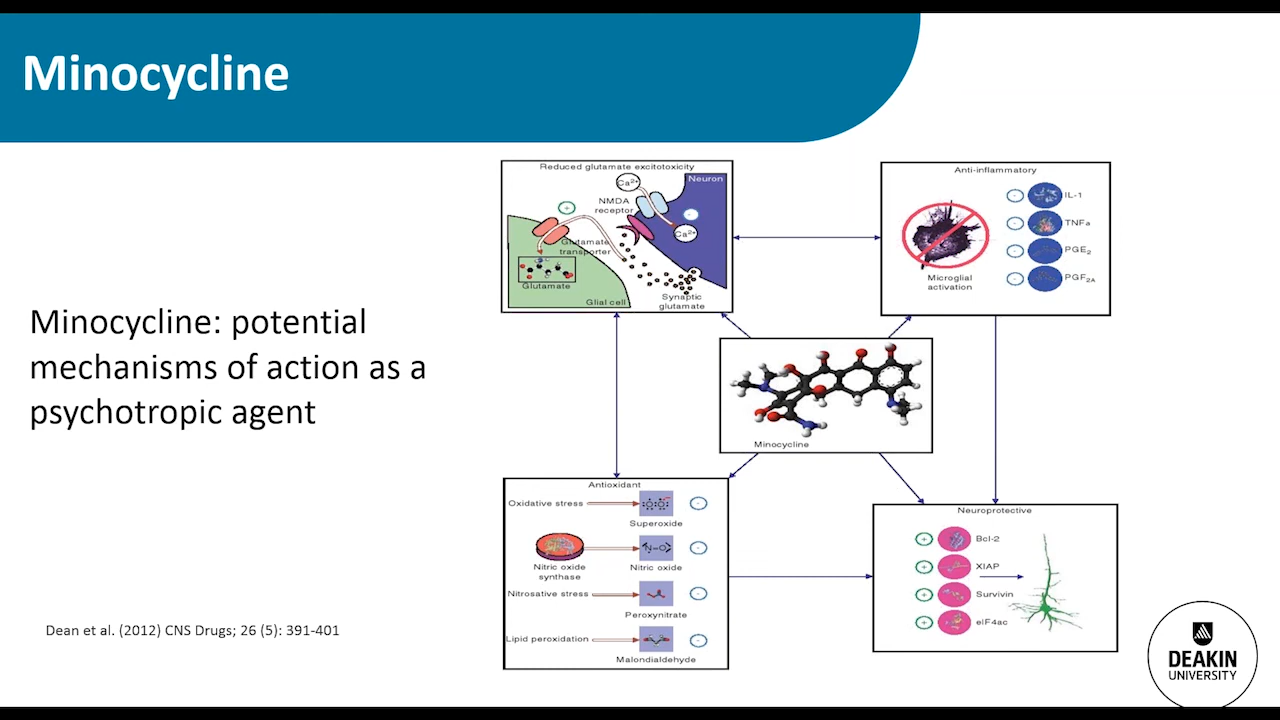 Minocycline
Minocycline: potential
mechanisms of action as a
psychotropic agent
Dean et al. (2012) CNS Drugs; 26 (5): 391-401
Reduced glutamate excitotoxicity
Ca2+
Neuron
NMDA
receptor
+
-
Ca2+
Glutamate
transporter
Glutamate
Glial cell
Synaptic
glutamate
Anti-inflammatory
- IL-1
- TNFa
- PGE2
- PGF2A
Microglial
activation
Minocycline
Antioxidant
Oxidative stress
-
Superoxide
N=O
-
Nitric oxide
synthase
Nitric oxide
Nitrosative stress
-
Peroxynitrate
Lipid peroxidation
-
Malondialdehyde
Neuroprotective
+ Bcl-2
+ XIAP
+ Survivin
+ eIF4ac
DEAKIN
UNIVERSITY